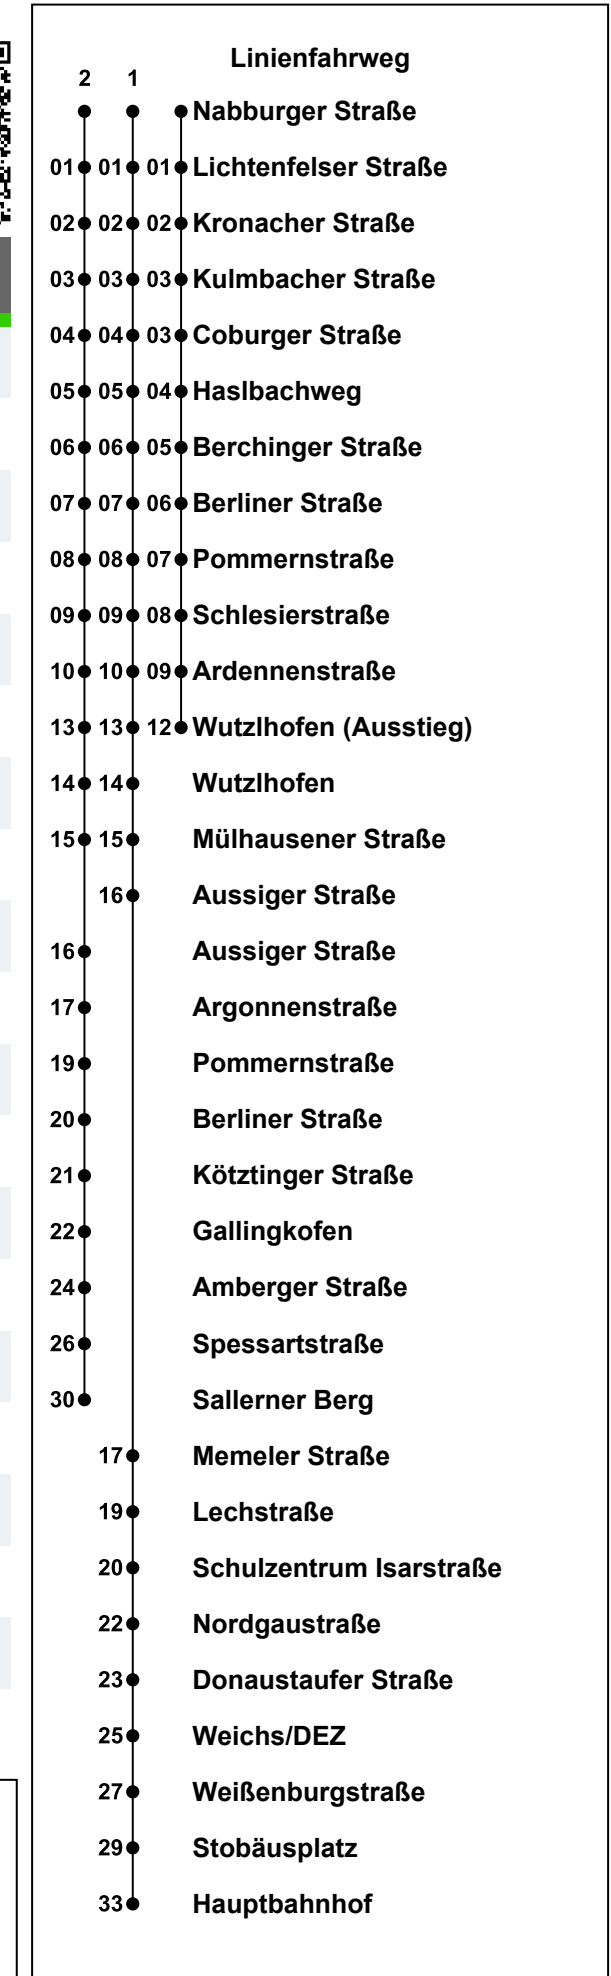 Linienfahrweg
2 1
Nabburger Straße
01 01 01 Lichtenfelser Straße
02 02 02 Kronacher Straße
03 03 03 Kulmbacher Straße
04 04 03 Coburger Straße
05 05 04 Haslbachweg
06 06 05 Berchinger Straße
07 07 06 Berliner Straße
08 08 07 Pommernstraße
09 09 08 Schlesierstraße
10 10 09 Ardennenstraße
13 13 12 Wutzlhofen (Ausstieg)
14 14 Wutzlhofen
15 15 Mülhausener Straße
16 Aussiger Straße
16 Aussiger Straße
17 Argonnenstraße
19 Pommernstraße
20 Berliner Straße
21 Kötztinger Straße
22 Gallingkofen
24 Amberger Straße
26 Spessartstraße
30 Sallerner Berg
17 Memeler Straße
19 Lechstraße
20 Schulzentrum Isarstraße
22 Nordgaustraße
23 Donaustaufer Straße
25 Weichs/DEZ
27 Weißenburgstraße
29 Stobäusplatz
33 Hauptbahnhof